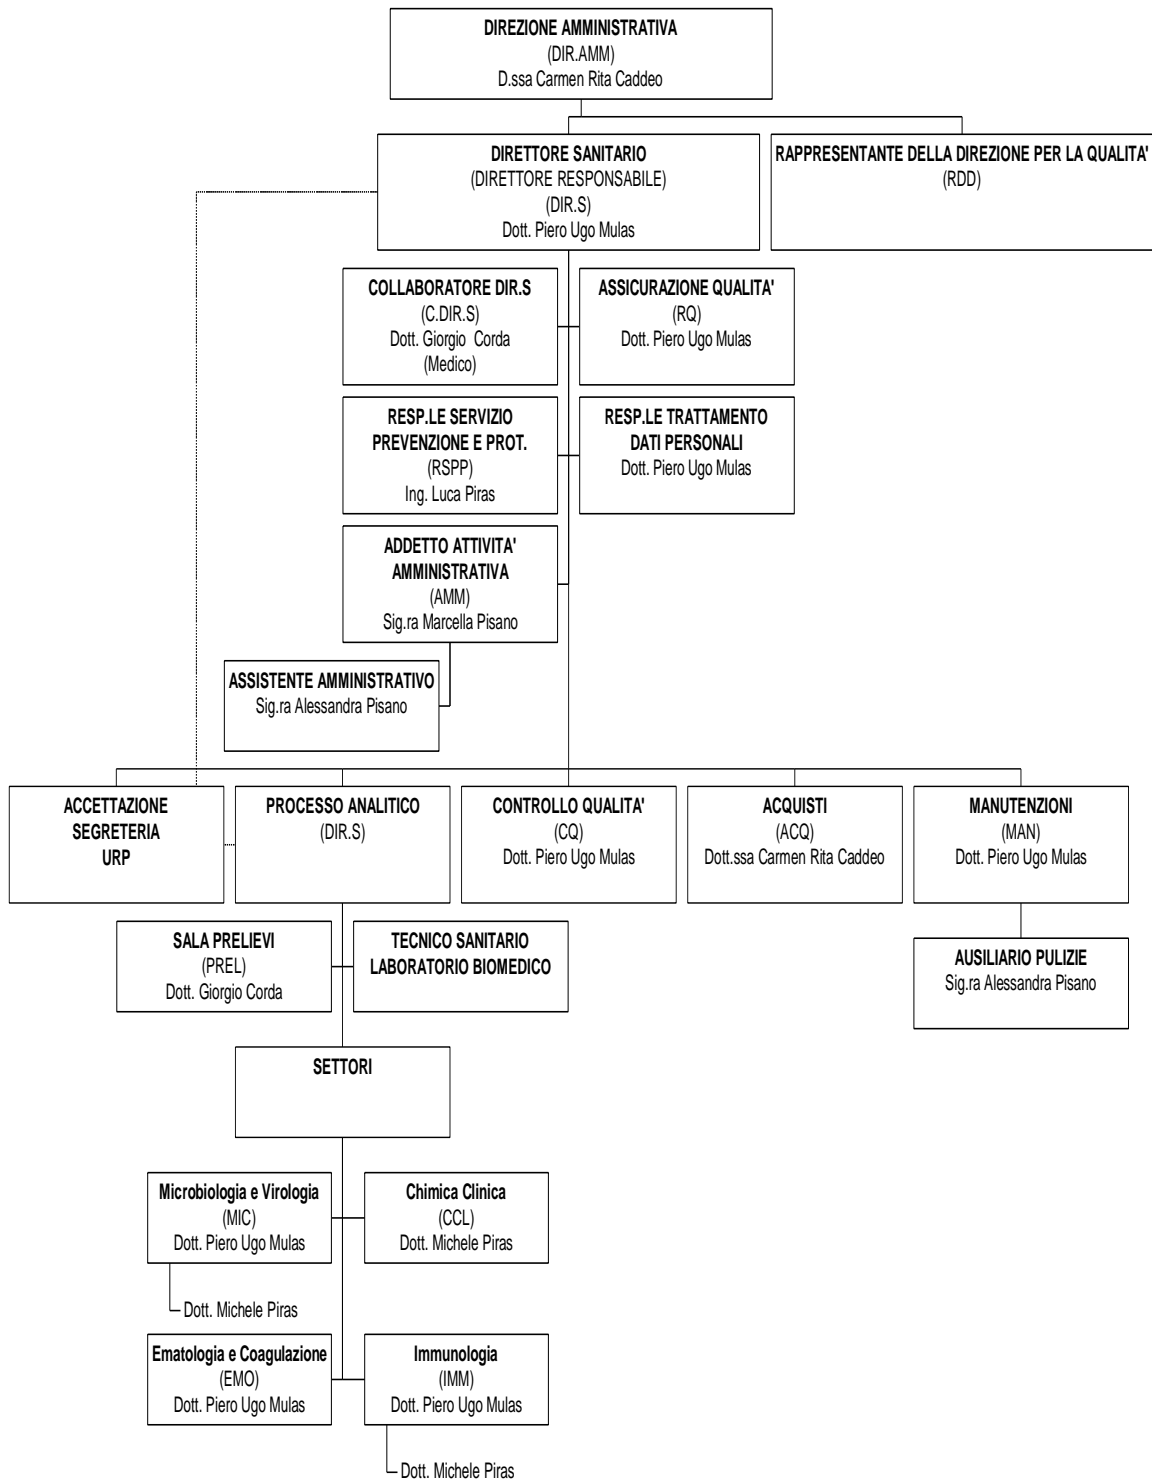 DIREZIONE AMMINISTRATIVA
(DIR.AMM)
D.ssa Carmen Rita Caddeo
DIRETTORE SANITARIO
(DIRETTORE RESPONSABILE)
(DIR.S)
Dott. Piero Ugo Mulas
RAPPRESENTANTE DELLA DIREZIONE PER LA QUALITA'
(RDD)
COLLABORATORE DIR.S
(C.DIR.S)
Dott. Giorgio Corda
(Medico)
ASSICURAZIONE QUALITA'
(RQ)
Dott. Piero Ugo Mulas
RESP.LE SERVIZIO
PREVENZIONE E PROT.
(RSPP)
Ing. Luca Piras
RESP.LE TRATTAMENTO
DATI PERSONALI
Dott. Piero Ugo Mulas
ADDETTO ATTIVITA'
AMMINISTRATIVA
(AMM)
Sig.ra Marcella Pisano
ASSISTENTE AMMINISTRATIVO
Sig.ra Alessandra Pisano
ACCETTAZIONE
SEGRETERIA
URP
PROCESSO ANALITICO
(DIR.S)
CONTROLLO QUALITA'
(CQ)
Dott. Piero Ugo Mulas
ACQUISTI
(ACQ)
Dott.ssa Carmen Rita Caddeo
MANUTENZIONI
(MAN)
Dott. Piero Ugo Mulas
SALA PRELIEVI
(PREL)
Dott. Giorgio Corda
TECNICO SANITARIO
LABORATORIO BIOMEDICO
AUSILIARIO PULIZIE
Sig.ra Alessandra Pisano
SETTORI
Microbiologia e Virologia
(MIC)
Dott. Piero Ugo Mulas
Dott. Michele Piras
Chimica Clinica
(CCL)
Dott. Michele Piras
Ematologia e Coagulazione
(EMO)
Dott. Piero Ugo Mulas
Immunologia
(IMM)
Dott. Piero Ugo Mulas
Dott. Michele Piras